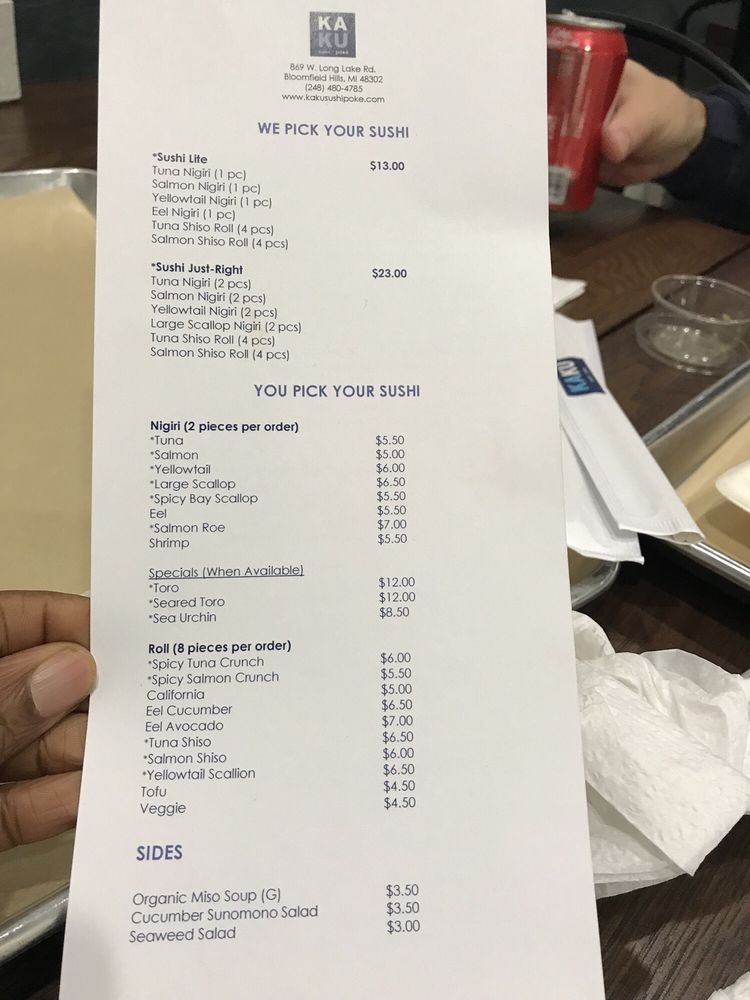 KA
KU
869 W. Long Lake Rd.
Bloomfield Hills, MI 48302
(248) 480-4785
www.kakusushipoke.com
WE PICK YOUR SUSHI
*Sushi Lite $13.00
Tuna Nigiri (1 pc)
Salmon Nigiri (1 pc)
Yellowtail Nigiri (1 pc)
Eel Nigiri (1 pc)
Tuna Shiso Roll (4 pcs)
Salmon Shiso Roll (4 pcs)
*Sushi Just-Right $23.00
Tuna Nigiri (2 pcs)
Salmon Nigiri (2 pcs)
Yellowtail Nigiri (2 pcs)
Large Scallop Nigiri (2 pcs)
Tuna Shiso Roll (4 pcs)
Salmon Shiso Roll (4 pcs)
YOU PICK YOUR SUSHI
Nigiri (2 pieces per order)
*Tuna $5.50
*Salmon $5.00
*Yellowtail $6.00
*Large Scallop $6.50
*Spicy Bay Scallop $5.50
Eel $5.50
*Salmon Roe $7.00
Shrimp $5.50
Specials (When Available)
*Toro $12.00
*Seared Toro $12.00
*Sea Urchin $8.50
Roll (8 pieces per order)
*Spicy Tuna Crunch $6.00
*Spicy Salmon Crunch $5.50
California $5.00
Eel Cucumber $6.50
Eel Avocado $7.00
*Tuna Shiso $6.50
*Salmon Shiso $6.00
*Yellowtail Scallion $6.50
Tofu $4.50
Veggie $4.50
SIDES
Organic Miso Soup (G) $3.50
Cucumber Sunomono Salad $3.50
Seaweed Salad $3.00
KAKU